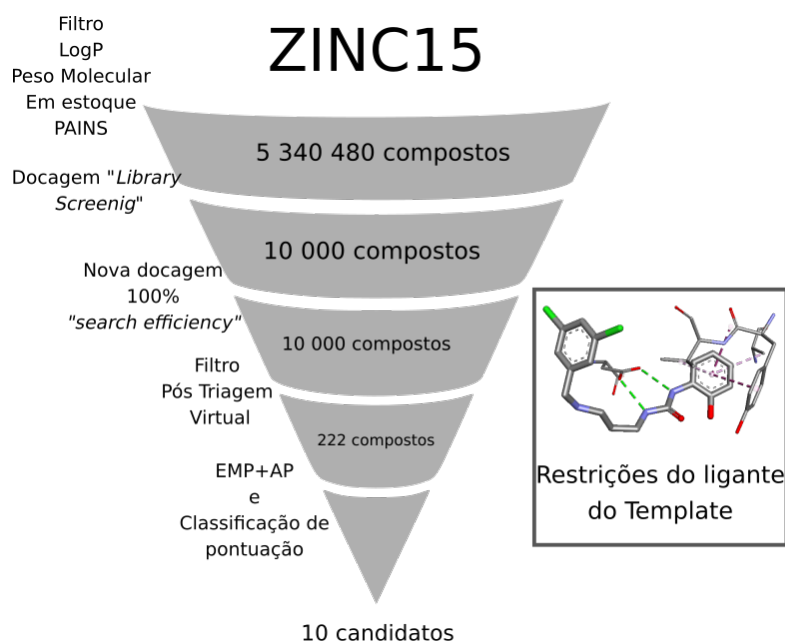 ZINC15
Filtro
LogP
Peso Molecular
Em estoque
PAINS
5 340 480 compostos
Docagem "Library
Screenig"
10 000 compostos
Nova docagem
100%
"search efficiency"
10 000 compostos
Filtro
Pós Triagem
Virtual
222 compostos
EMP+AP
e
Classificação de
pontuação
10 candidatos
Restrições do ligante
do Template